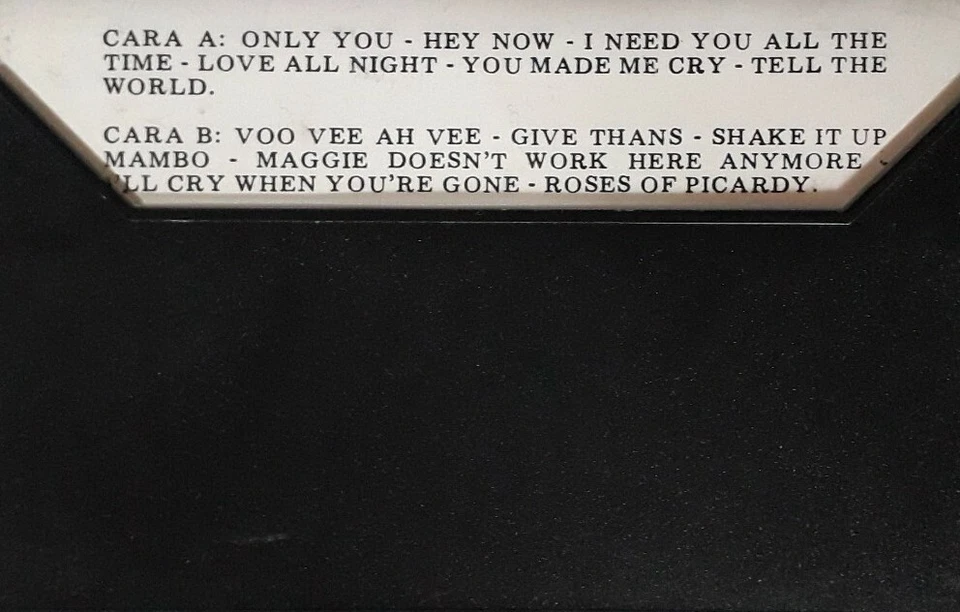 CARA A: ONLY YOU - HEY NOW - I NEED YOU ALL THE
TIME - LOVE ALL NIGHT - YOU MADE ME CRY - TELL THE
WORLD.
CARA B: VOO VEE AH VEE - GIVE THANS - SHAKE IT UP
MAMBO - MAGGIE DOESN'T WORK HERE ANYMORE -
I'LL CRY WHEN YOU'RE GONE - ROSES OF PICARDY.